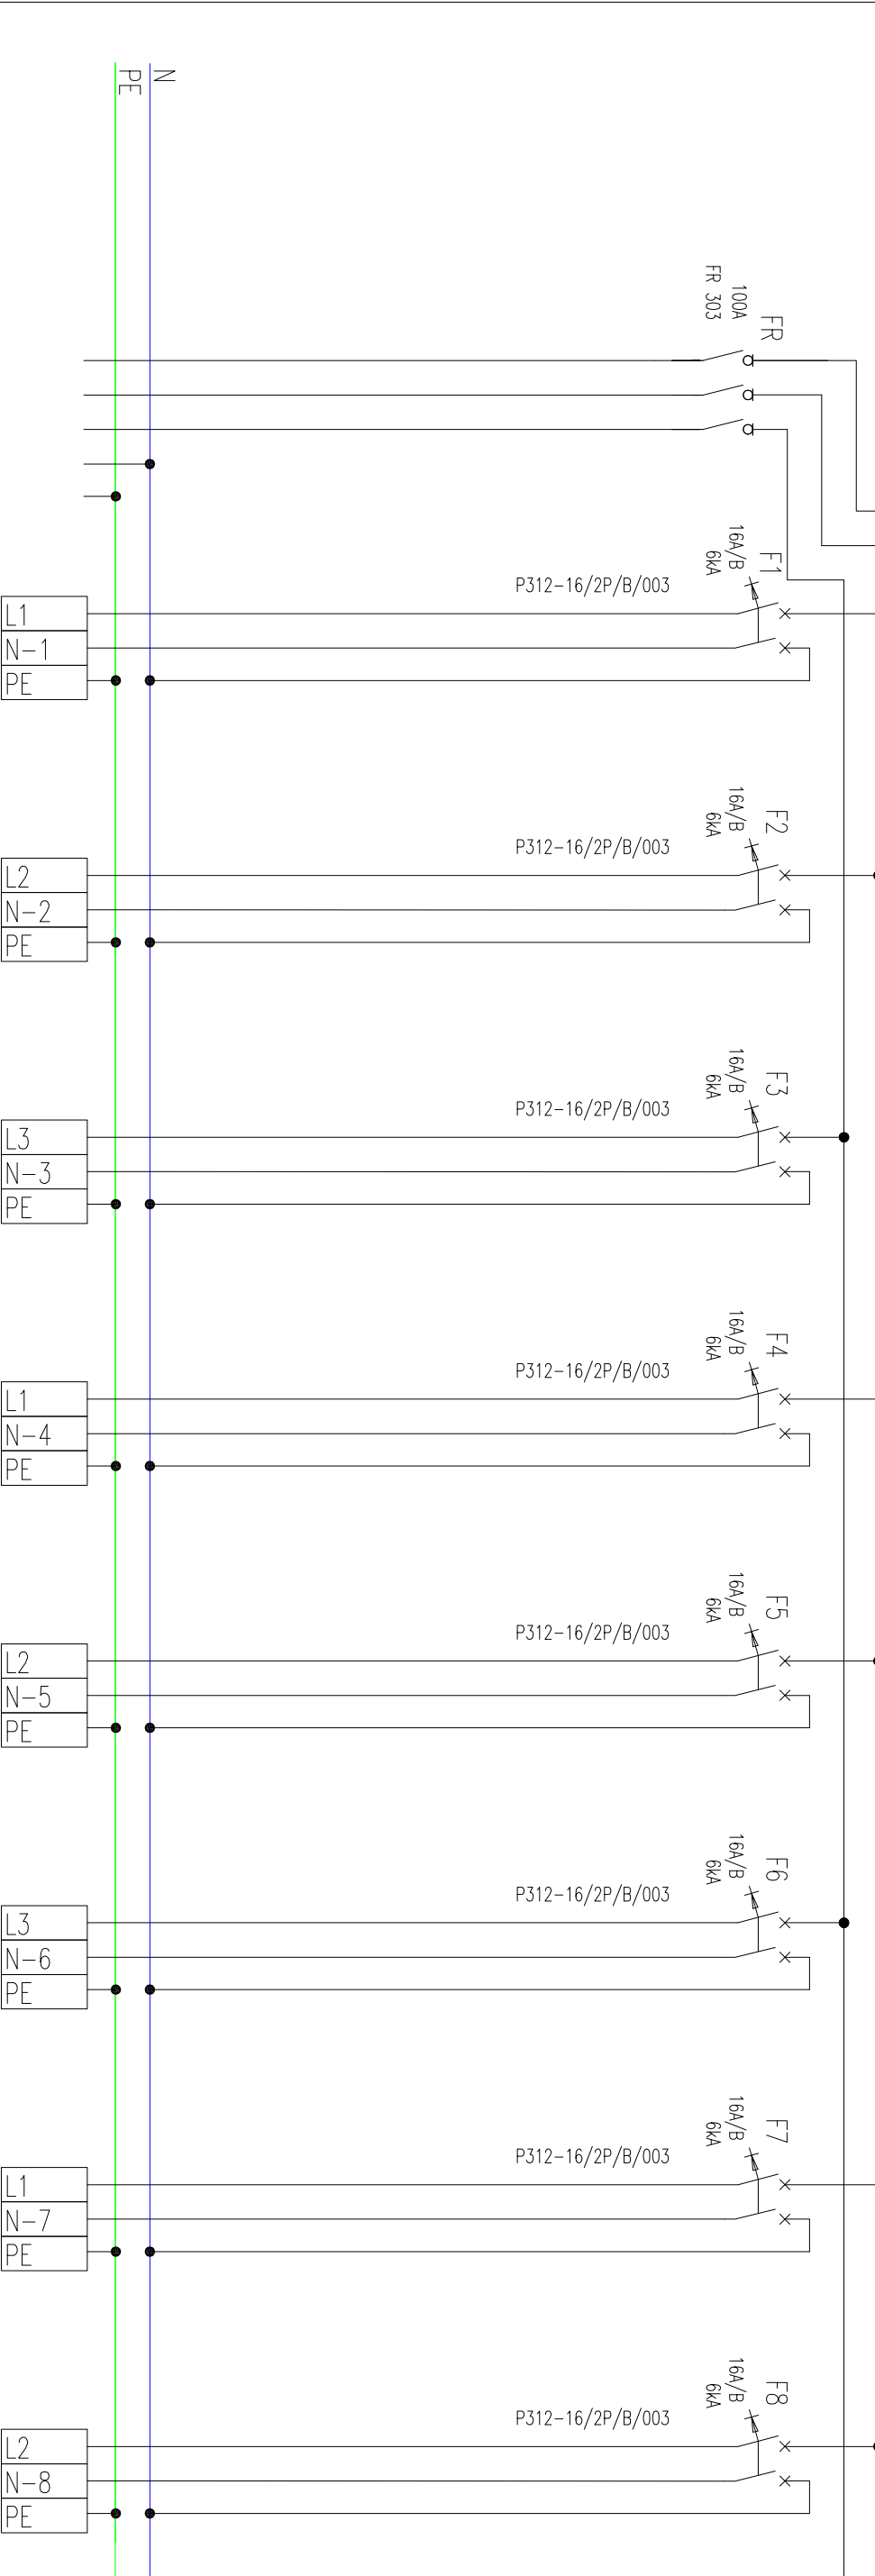 N
PE
FR
100A
FR 303
F1
16A/B
6kA
P312-16/2P/B/003
L1
N-1
PE
F2
16A/B
6kA
P312-16/2P/B/003
L2
N-2
PE
F3
16A/B
6kA
P312-16/2P/B/003
L3
N-3
PE
F4
16A/B
6kA
P312-16/2P/B/003
L1
N-4
PE
F5
16A/B
6kA
P312-16/2P/B/003
L2
N-5
PE
F6
16A/B
6kA
P312-16/2P/B/003
L3
N-6
PE
F7
16A/B
6kA
P312-16/2P/B/003
L1
N-7
PE
F8
16A/B
6kA
P312-16/2P/B/003
L2
N-8
PE